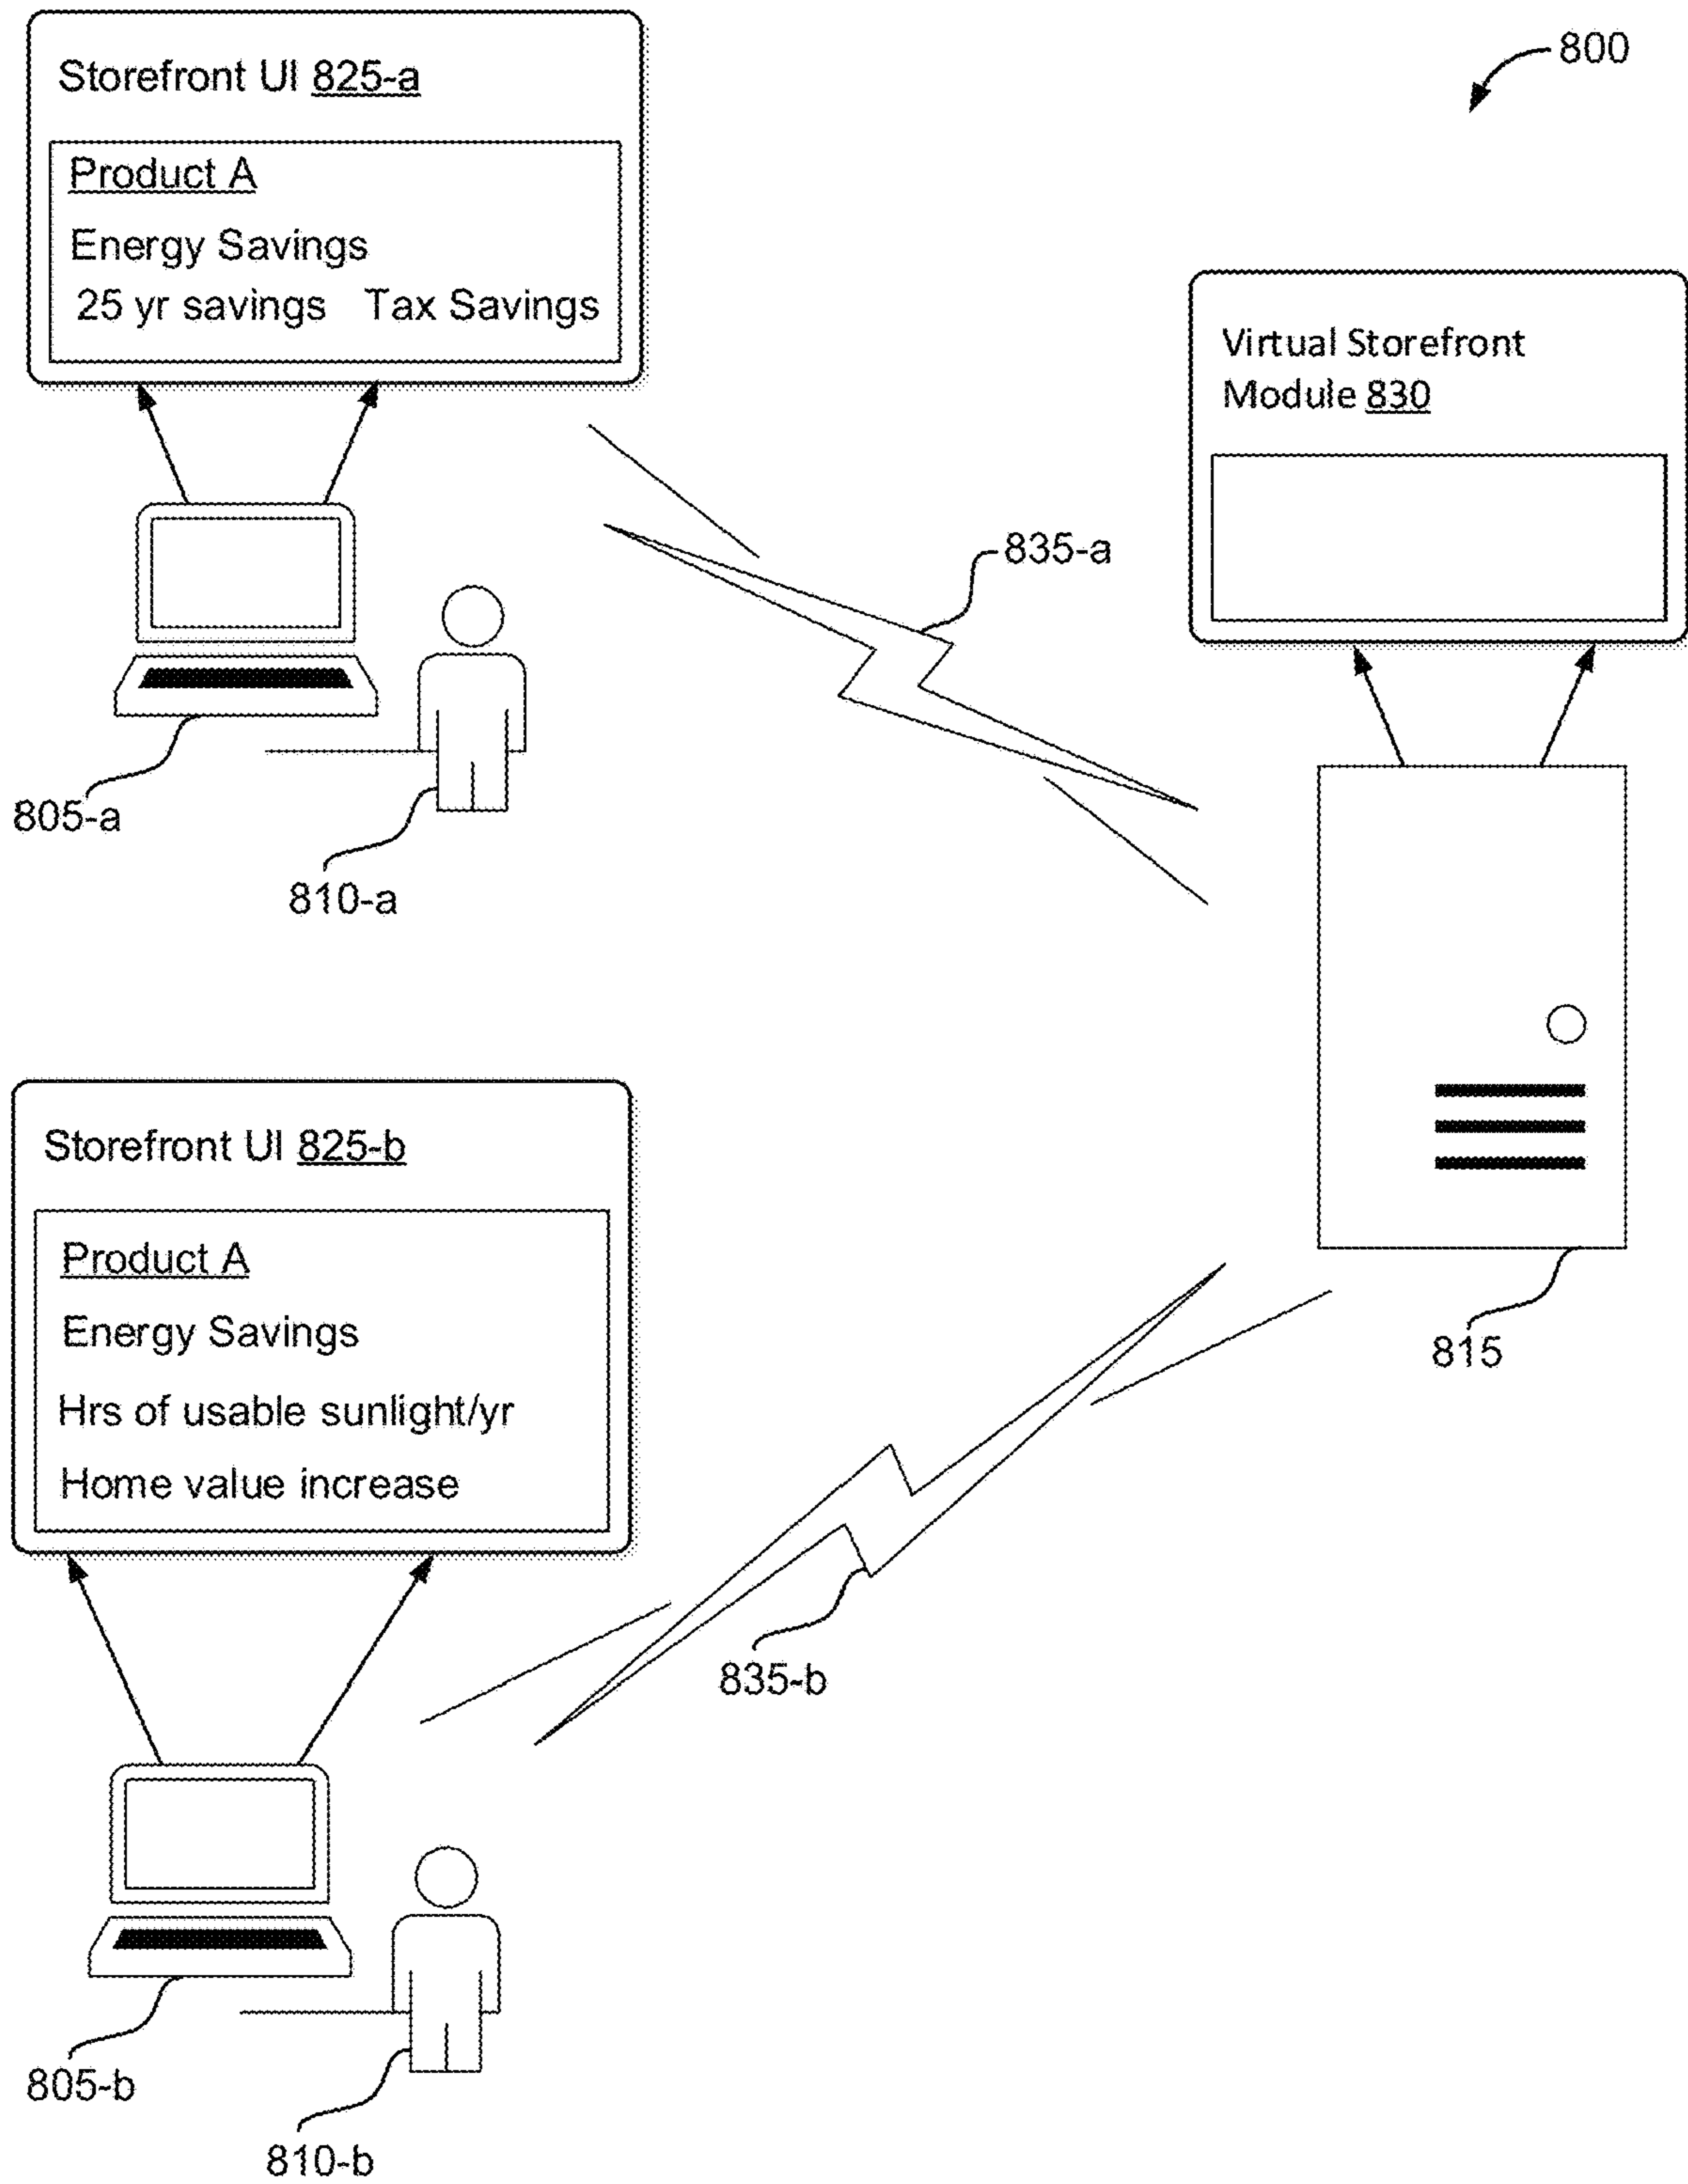 800
Storefront UI 825-a
Product A
Energy Savings
25 yr savings Tax Savings
Virtual Storefront
Module 830
835-a
805-a
810-a
815
Storefront UI 825-b
Product A
Energy Savings
Hrs of usable sunlight/yr
Home value increase
835-b
805-b
810-b